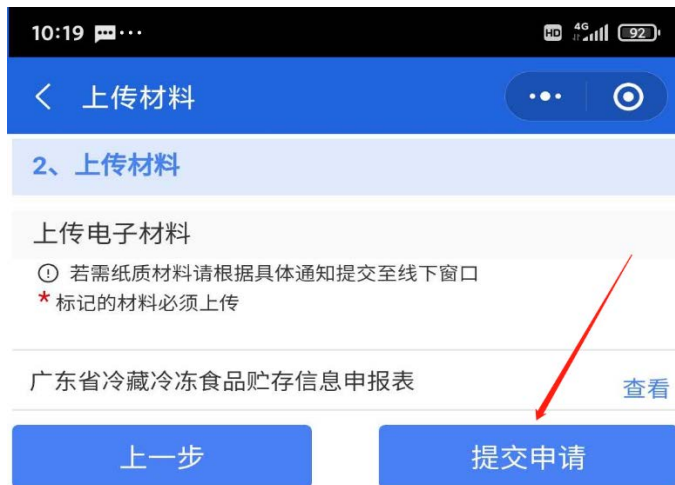 10:19
HD 4G 92
上传材料
2、上传材料
上传电子材料
若需纸质材料请根据具体通知提交至线下窗口
*标记的材料必须上传
广东省冷藏冷冻食品贮存信息申报表 查看
上一步 提交申请